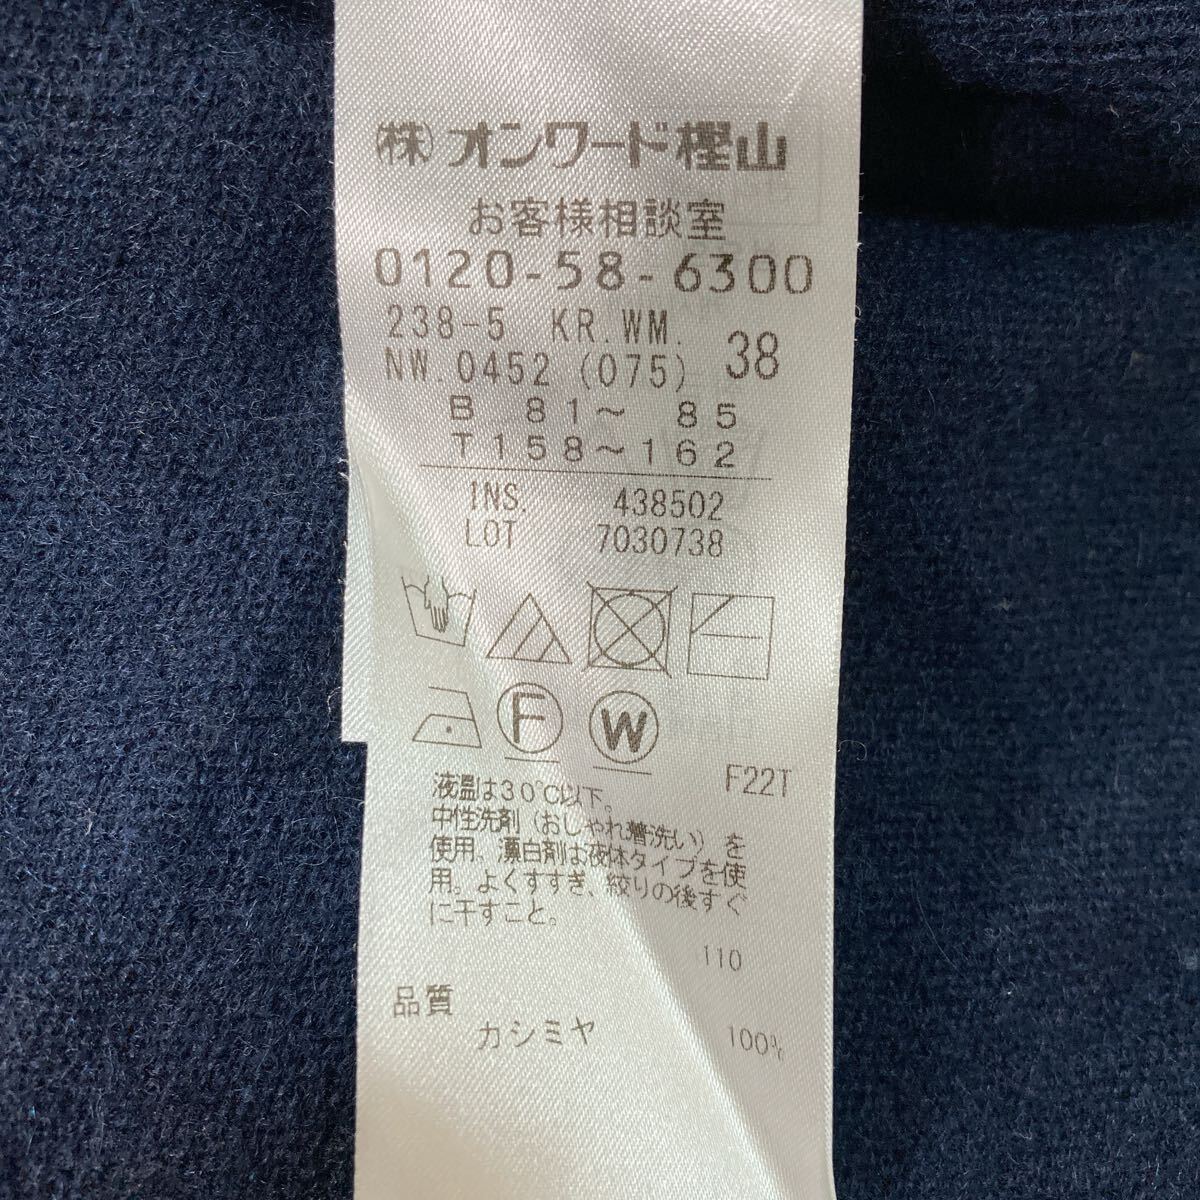 (株)オンワード樫山
お客様相談室
0120-58-6300
238-5 KR.WM.
NW.0452 (075) 38
B 81〜 85
T158〜162
INS. 438502
LOT 7030738
F W
F22T
液温は30℃以下。
中性洗剤(おしゃれ着洗い)を
使用、漂白剤は液体タイプを使
用。よくすすぎ、絞りの後すぐ
に干すこと。
110
品質
カシミヤ 100%